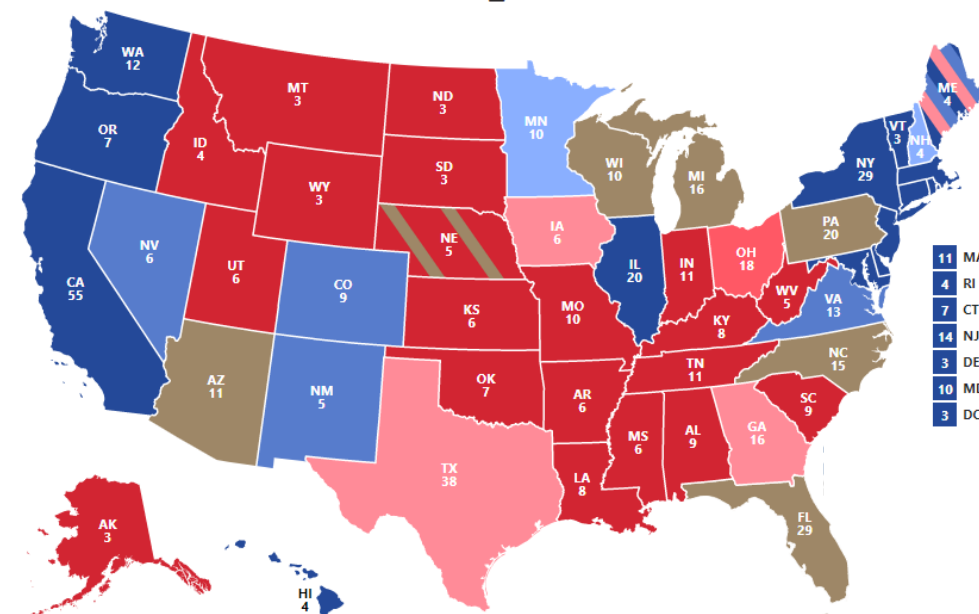 WA
12
OR
7
CA
55
NV
6
ID
4
MT
3
WY
3
UT
6
AZ
11
CO
9
NM
5
ND
3
SD
3
NE
5
KS
6
OK
7
TX
38
MN
10
IA
6
MO
10
AR
6
LA
8
WI
10
IL
20
MI
16
IN
11
OH
18
KY
8
TN
11
MS
6
AL
9
GA
16
FL
29
SC
9
NC
15
VA
13
WV
5
PA
20
NY
29
VT
3
NH
4
ME
4
11 MA
4 RI
7 CT
14 NJ
3 DE
10 MD
3 DC
AK
3
HI
4